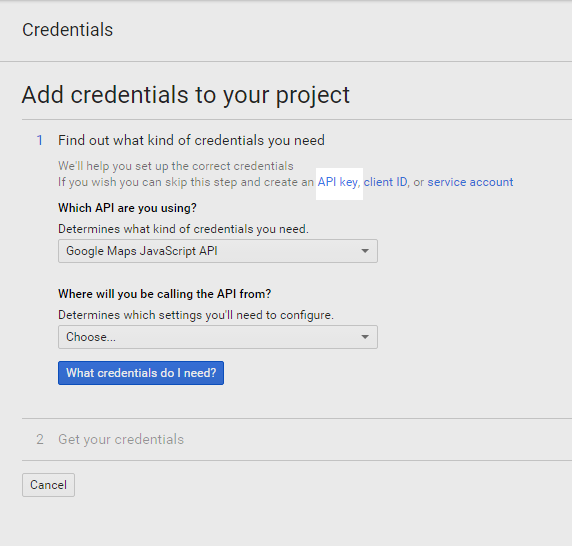 Credentials
Add credentials to your project
1 Find out what kind of credentials you need
We'll help you set up the correct credentials
If you wish you can skip this step and create an API key, client ID, or service account
Which API are you using?
Determines what kind of credentials you need.
Google Maps JavaScript API
Where will you be calling the API from?
Determines which settings you'll need to configure.
Choose...
What credentials do I need?
2 Get your credentials
Cancel